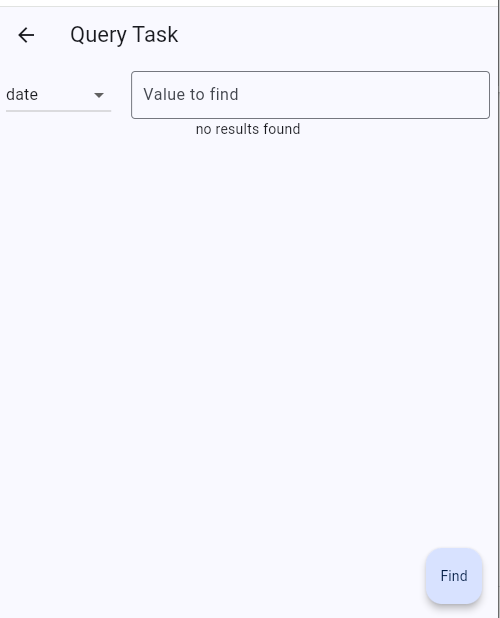 Query Task
date
Value to find
no results found
Find